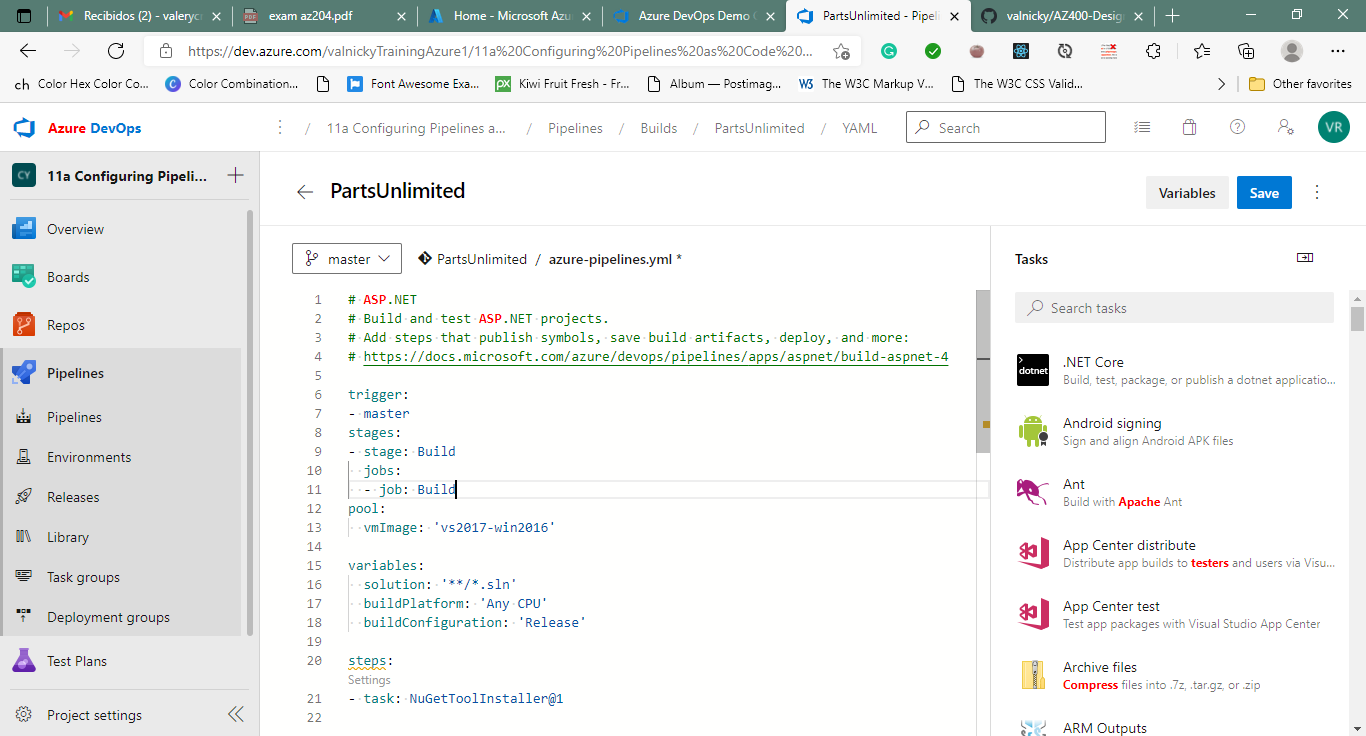 Recibidos (2) - valeryc
exam az204.pdf
Home - Microsoft Azu
Azure DevOps Demo
PartsUnlimited - Pipeli
valnicky/AZ400-Desig
https://dev.azure.com/valnickyTrainingAzure1/11a%20Configuring%20Pipelines%20as%20Code%20...
ch Color Hex Color Co...
Color Combination...
Font Awesome Exa...
Kiwi Fruit Fresh - Fr...
Album — Postimag...
The W3C Markup V...
The W3C CSS Valid...
Other favorites
Azure DevOps
/ 11a Configuring Pipelines a... / Pipelines / Builds / PartsUnlimited / YAML
Search
VR
CY
11a Configuring Pipeli...
Overview
Boards
Repos
Pipelines
Pipelines
Environments
Releases
Library
Task groups
Deployment groups
Test Plans
Project settings
PartsUnlimited
Variables
Save
master
PartsUnlimited / azure-pipelines.yml *
1 # ASP.NET
2 # Build and test ASP.NET projects.
3 # Add steps that publish symbols, save build artifacts, deploy, and more:
4 # https://docs.microsoft.com/azure/devops/pipelines/apps/aspnet/build-aspnet-4
5
6 trigger:
7 - master
8 stages:
9 - stage: Build
10 jobs:
11 - job: Build
12 pool:
13 vmImage: 'vs2017-win2016'
14
15 variables:
16 solution: '**/*.sln'
17 buildPlatform: 'Any CPU'
18 buildConfiguration: 'Release'
19
20 steps:
Settings
21 - task: NuGetToolInstaller@1
22
Tasks
Search tasks
dotnet
.NET Core
Build, test, package, or publish a dotnet applicatio...
Android signing
Sign and align Android APK files
Ant
Build with Apache Ant
App Center distribute
Distribute app builds to testers and users via Visu...
App Center test
Test app packages with Visual Studio App Center
Archive files
Compress files into .7z, .tar.gz, or .zip
ARM Outputs